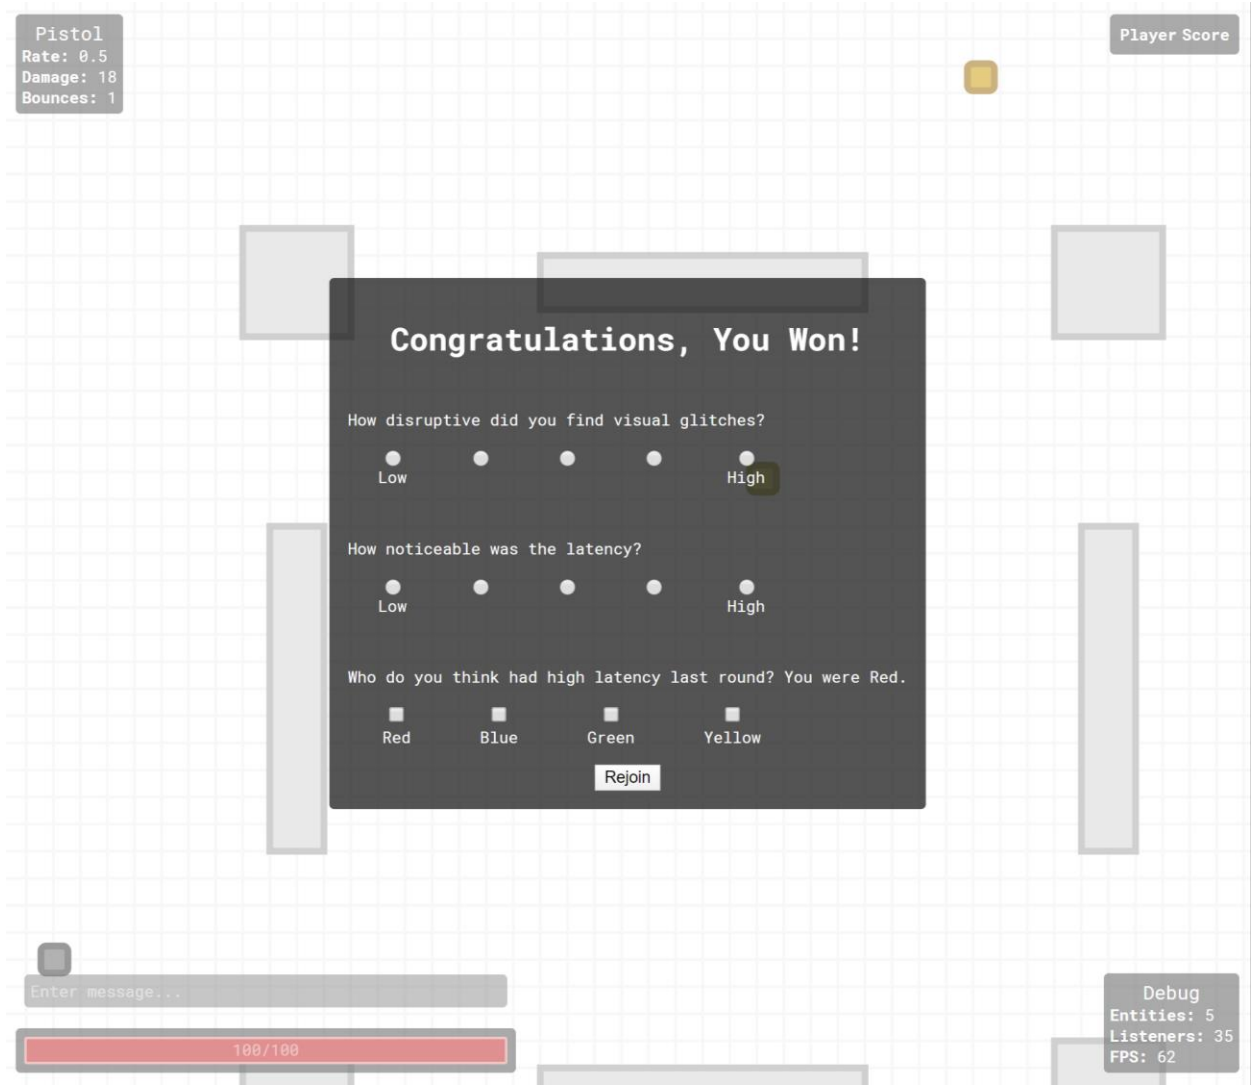 Pistol
Rate: 0.5
Damage: 18
Bounces: 1
Player Score
Congratulations, You Won!
How disruptive did you find visual glitches?
Low High
How noticeable was the latency?
Low High
Who do you think had high latency last round? You were Red.
Red Blue Green Yellow
Rejoin
Enter message...
100/100
Debug
Entities: 5
Listeners: 35
FPS: 62